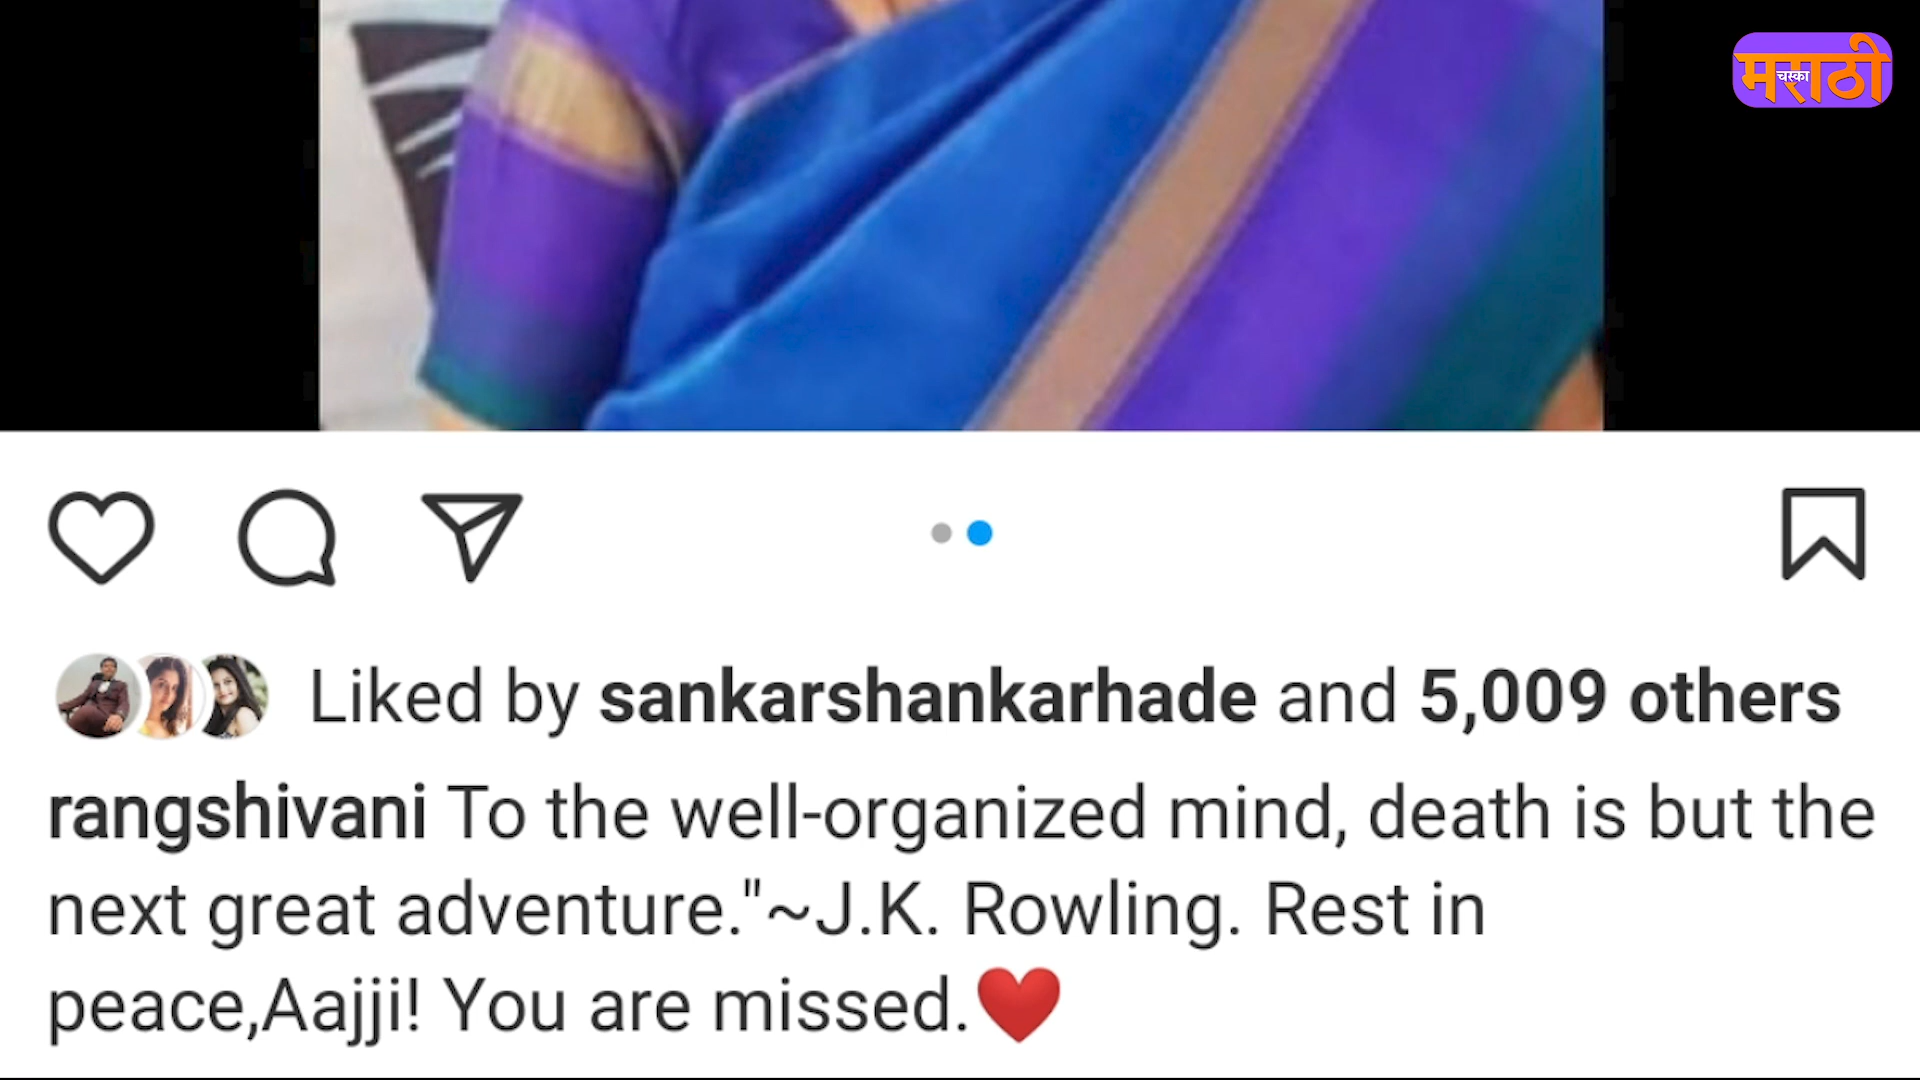 मराठी
चस्का
Liked by sankarshankarhade and 5,009 others
rangshivani To the well-organized mind, death is but the
next great adventure."~J.K. Rowling. Rest in
peace,Aajji! You are missed.❤️